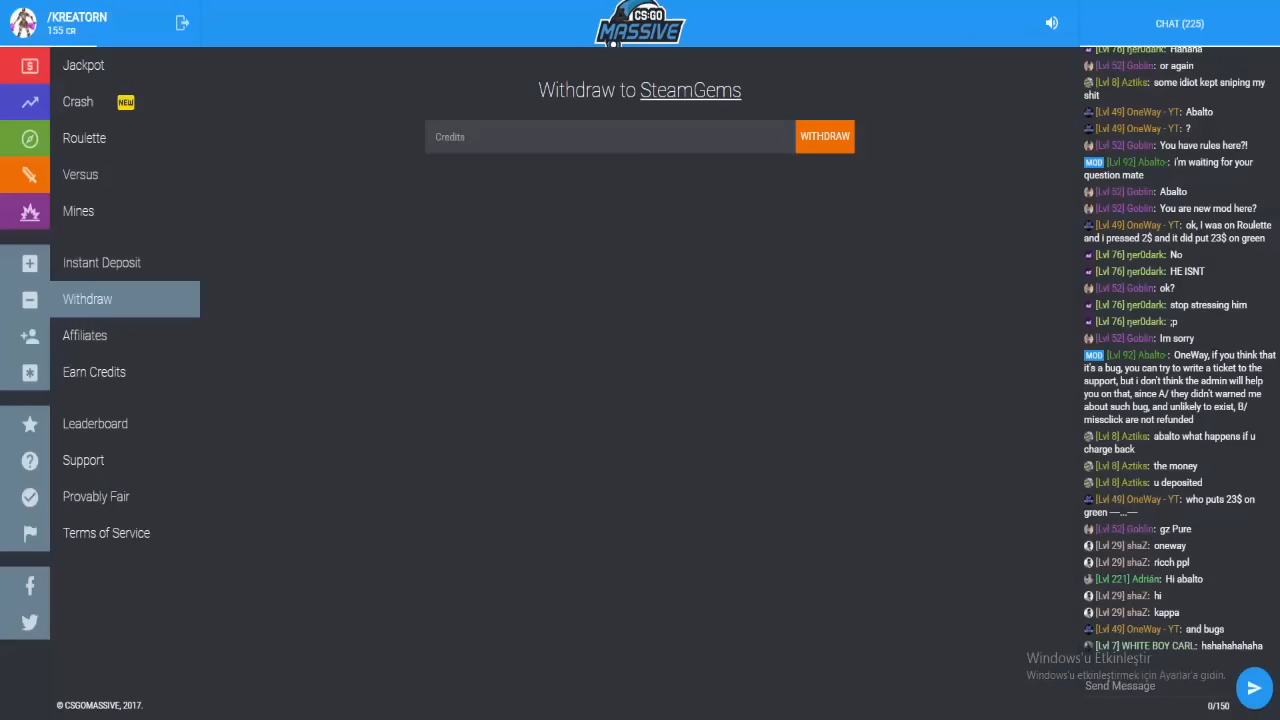 /KREATORN
155 CR
CS:GO
MASSIVE
CHAT (225)
Jackpot
Crash NEW
Roulette
Versus
Mines
Instant Deposit
Withdraw
Affiliates
Earn Credits
Leaderboard
Support
Provably Fair
Terms of Service
© CSGOMASSIVE, 2017.
Withdraw to SteamGems
Credits
WITHDRAW
[Lvl 76] ŋer0dark: Hahaha
[Lvl 52] Goblin: or again
[Lvl 8] Aztiks: some idiot kept sniping my
shit
[Lvl 49] OneWay - YT: Abalto
[Lvl 49] OneWay - YT: ?
[Lvl 52] Goblin: You have rules here?!
MOD [Lvl 92] Abalto-: i'm waiting for your
question mate
[Lvl 52] Goblin: Abalto
[Lvl 52] Goblin: You are new mod here?
[Lvl 49] OneWay - YT: ok, I was on Roulette
and i pressed 2$ and it did put 23$ on green
[Lvl 76] ŋer0dark: No
[Lvl 76] ŋer0dark: HE ISNT
[Lvl 52] Goblin: ok?
[Lvl 76] ŋer0dark: stop stressing him
[Lvl 76] ŋer0dark: ;p
[Lvl 52] Goblin: Im sorry
MOD [Lvl 92] Abalto-: OneWay, if you think that
it's a bug, you can try to write a ticket to the
support, but i don't think the admin will help
you on that, since A/ they didn't warned me
about such bug, and unlikely to exist, B/
missclick are not refunded
[Lvl 8] Aztiks: abalto what happens if u
charge back
[Lvl 8] Aztiks: the money
[Lvl 8] Aztiks: u deposited
[Lvl 49] OneWay - YT: who puts 23$ on
green —...—
[Lvl 52] Goblin: gz Pure
[Lvl 29] shaZ: oneway
[Lvl 29] shaZ: ricch ppl
[Lvl 221] Adrián: Hi abalto
[Lvl 29] shaZ: hi
[Lvl 29] shaZ: kappa
[Lvl 49] OneWay - YT: and bugs
[Lvl 7] WHITE BOY CARL: hshahahahaha
Windows'u Etkinleştir
Windows'u etkinleştirmek için Ayarlar'a gidin.
Send Message
0/150